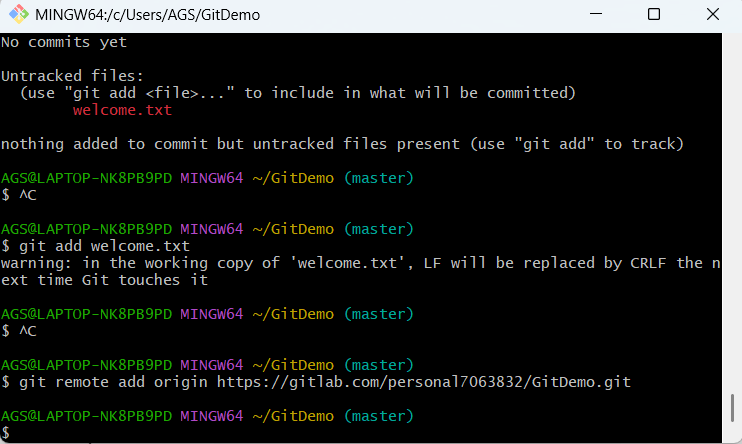 MINGW64:/c/Users/AGS/GitDemo
No commits yet
Untracked files:
  (use "git add <file>..." to include in what will be committed)
        welcome.txt
nothing added to commit but untracked files present (use "git add" to track)
AGS@LAPTOP-NK8PB9PD MINGW64 ~/GitDemo (master)
$ ^C
AGS@LAPTOP-NK8PB9PD MINGW64 ~/GitDemo (master)
$ git add welcome.txt
warning: in the working copy of 'welcome.txt', LF will be replaced by CRLF the n
ext time Git touches it
AGS@LAPTOP-NK8PB9PD MINGW64 ~/GitDemo (master)
$ ^C
AGS@LAPTOP-NK8PB9PD MINGW64 ~/GitDemo (master)
$ git remote add origin https://gitlab.com/personal7063832/GitDemo.git
AGS@LAPTOP-NK8PB9PD MINGW64 ~/GitDemo (master)
$